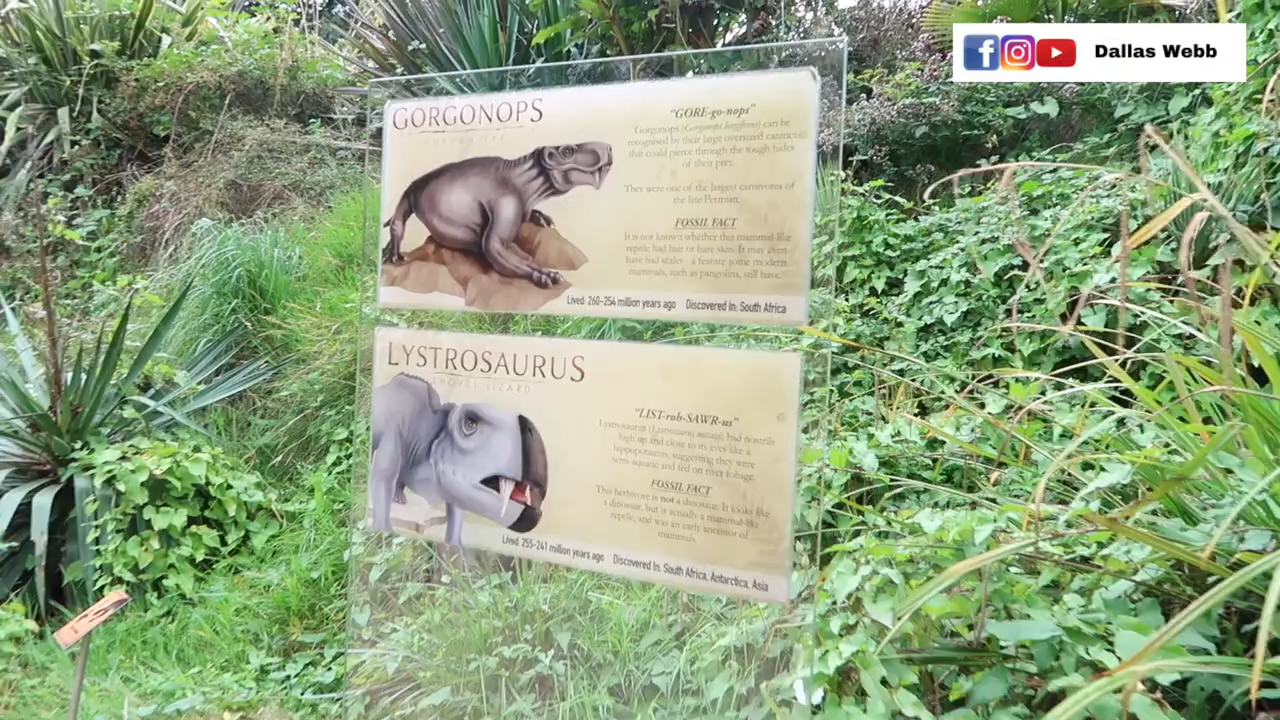 Dallas Webb
GORGONOPS
"GORE-go-nops"
Gorgonops (Gorgonops longifrons) can be
recognised by their large oversized canines
that could pierce through the tough hides
of their prey.
They were one of the largest carnivores of
the late Permian.
FOSSIL FACT
It is not known whether this mammal-like
reptile had hair or bare skin. It may even
have had scales - a feature some modern
mammals, such as pangolins, still have.
Lived: 260-254 million years ago Discovered In: South Africa
LYSTROSAURUS
SHOVEL LIZARD
"LIST-roh-SAWR-us"
Lystrosaurus (Lystrosaurus murrayi) had nostrils
high up and close to its eyes like a
hippopotamus, suggesting they were
semi-aquatic and fed on river foliage.
FOSSIL FACT
This herbivore is not a dinosaur. It looks like
a dinosaur, but is actually a mammal-like
reptile, and was an early ancestor of
mammals.
Lived: 255-241 million years ago Discovered In: South Africa, Antarctica, Asia